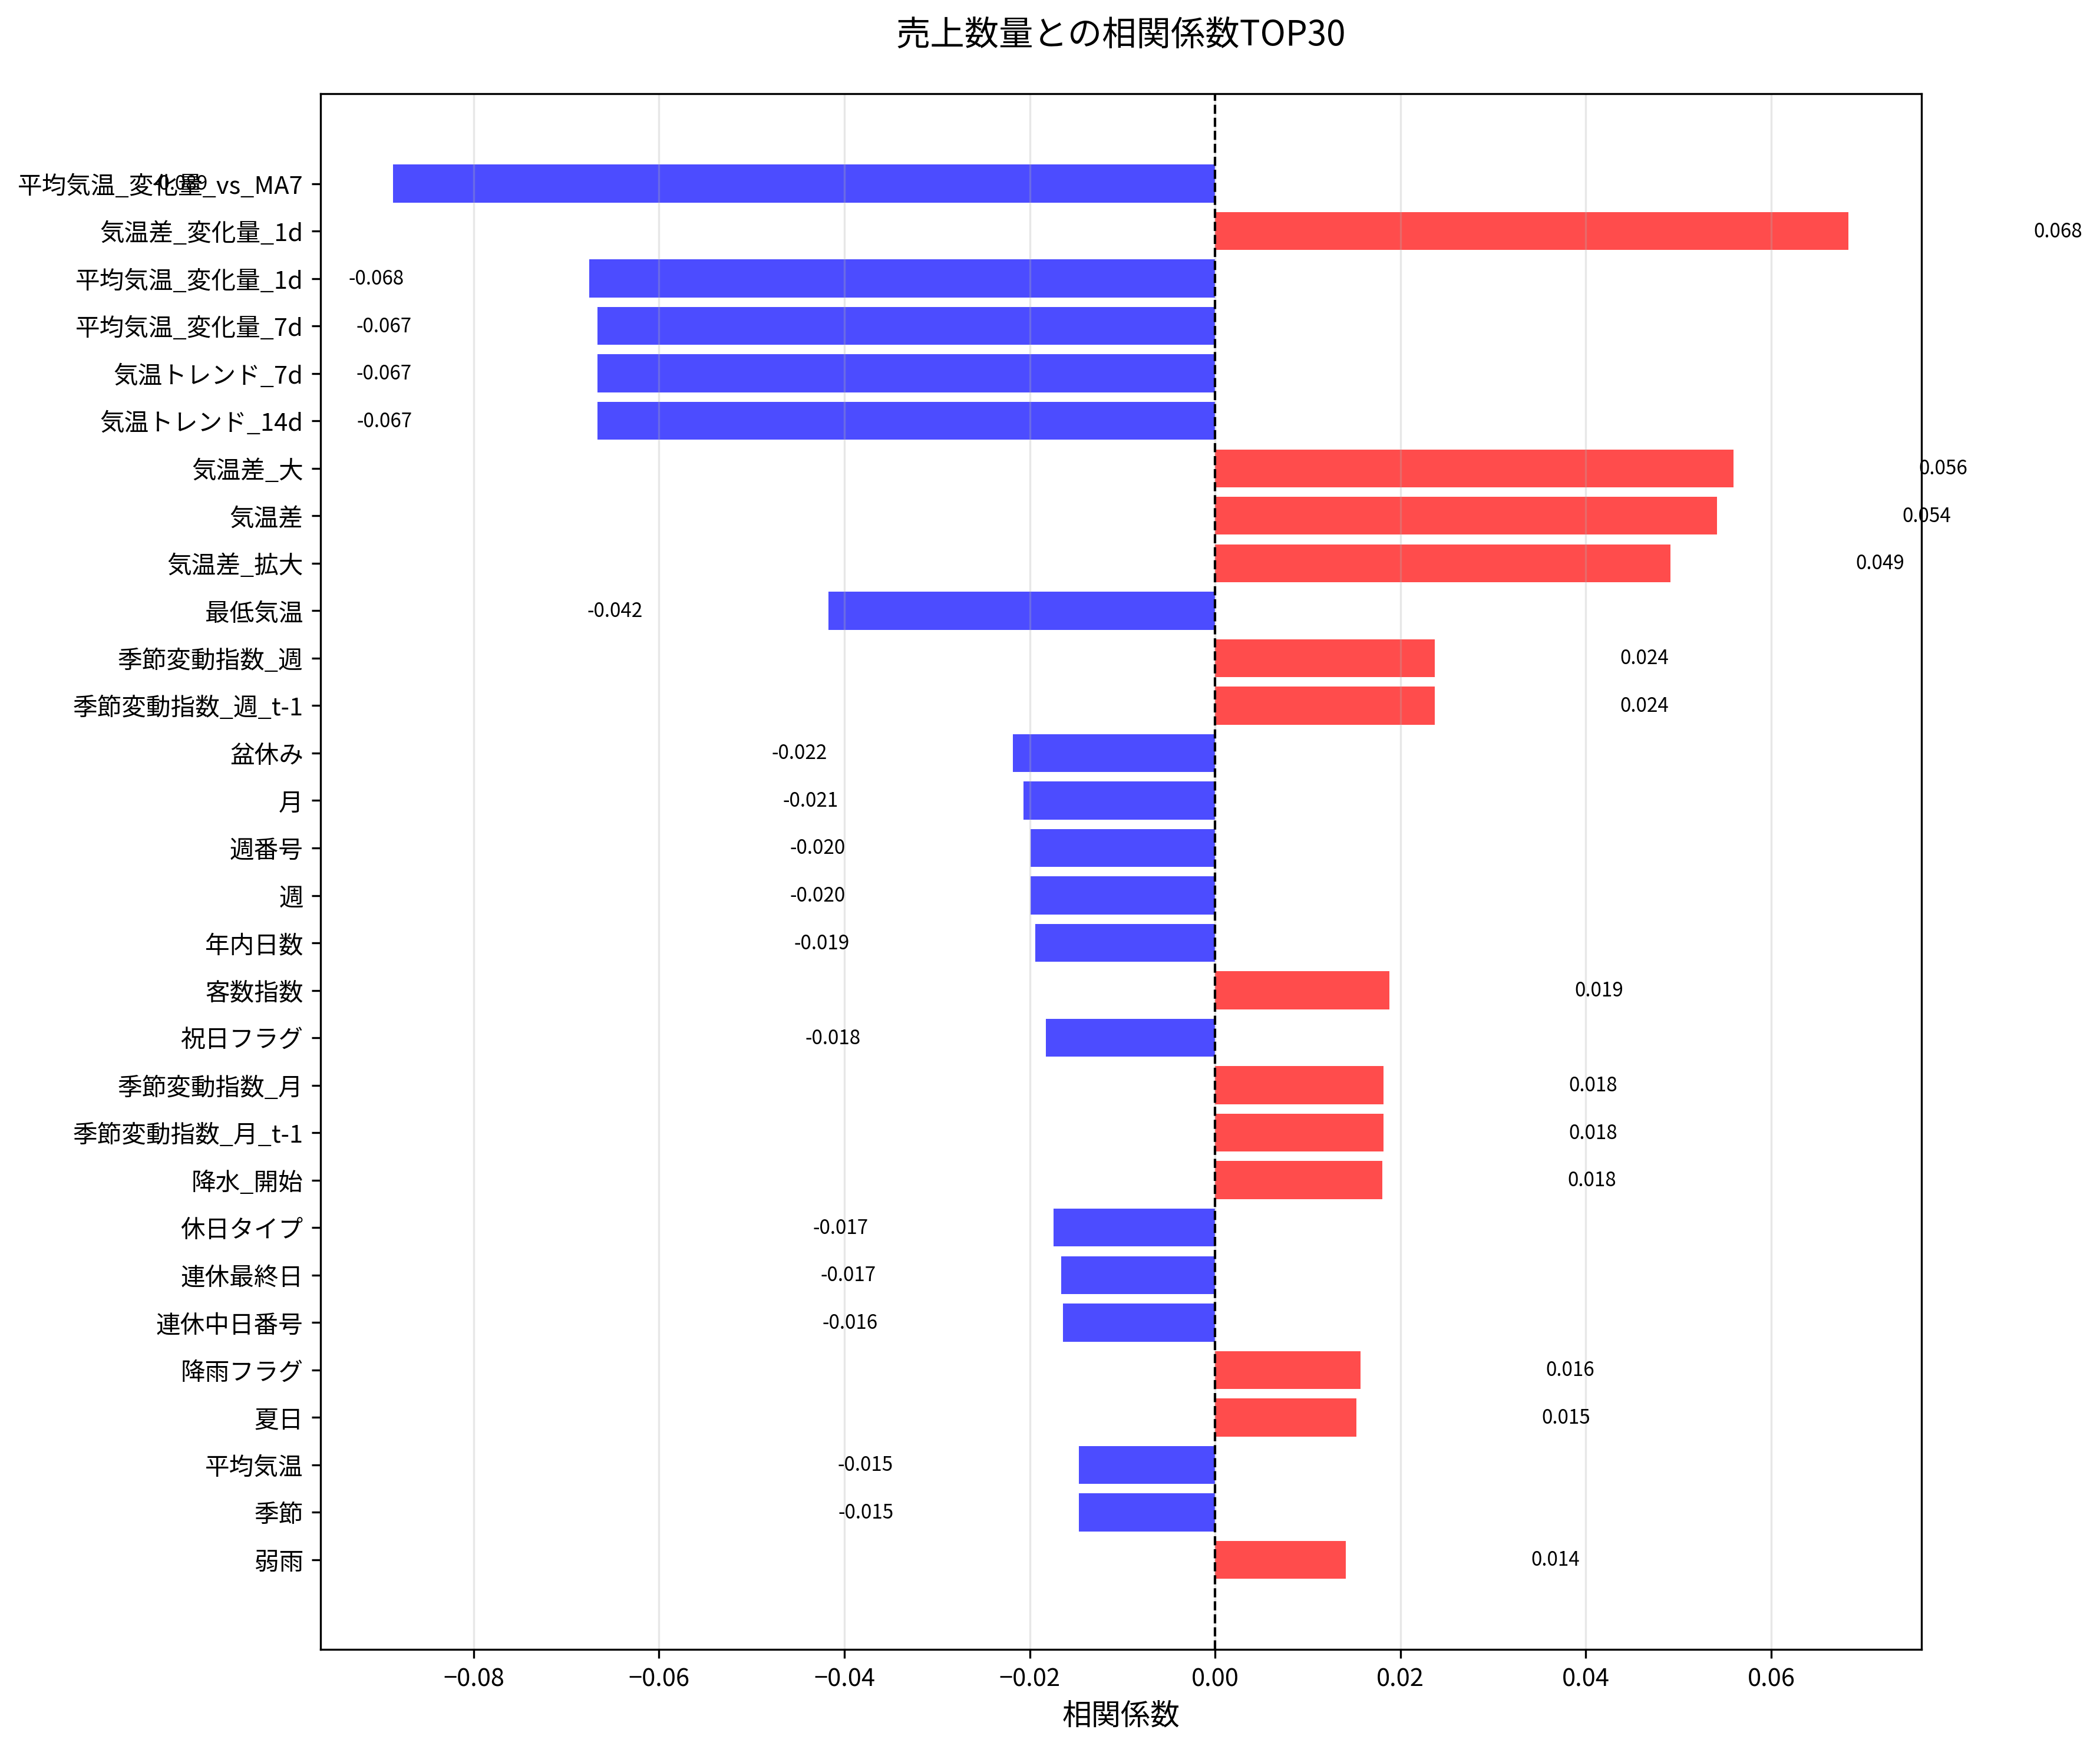 売上数量との相関係数TOP30
平均気温_変化量_vs_MA7 -0.089
気温差_変化量_1d 0.068
平均気温_変化量_1d -0.068
平均気温_変化量_7d -0.067
気温トレンド_7d -0.067
気温トレンド_14d -0.067
気温差_大 0.056
気温差 0.054
気温差_拡大 0.049
最低気温 -0.042
季節変動指数_週 0.024
季節変動指数_週_t-1 0.024
盆休み -0.022
月 -0.021
週番号 -0.020
週 -0.020
年内日数 -0.019
客数指数 0.019
祝日フラグ -0.018
季節変動指数_月 0.018
季節変動指数_月_t-1 0.018
降水_開始 0.018
休日タイプ -0.017
連休最終日 -0.017
連休中日番号 -0.016
降雨フラグ 0.016
夏日 0.015
平均気温 -0.015
季節 -0.015
弱雨 0.014
−0.08 −0.06 −0.04 −0.02 0.00 0.02 0.04 0.06
相関係数